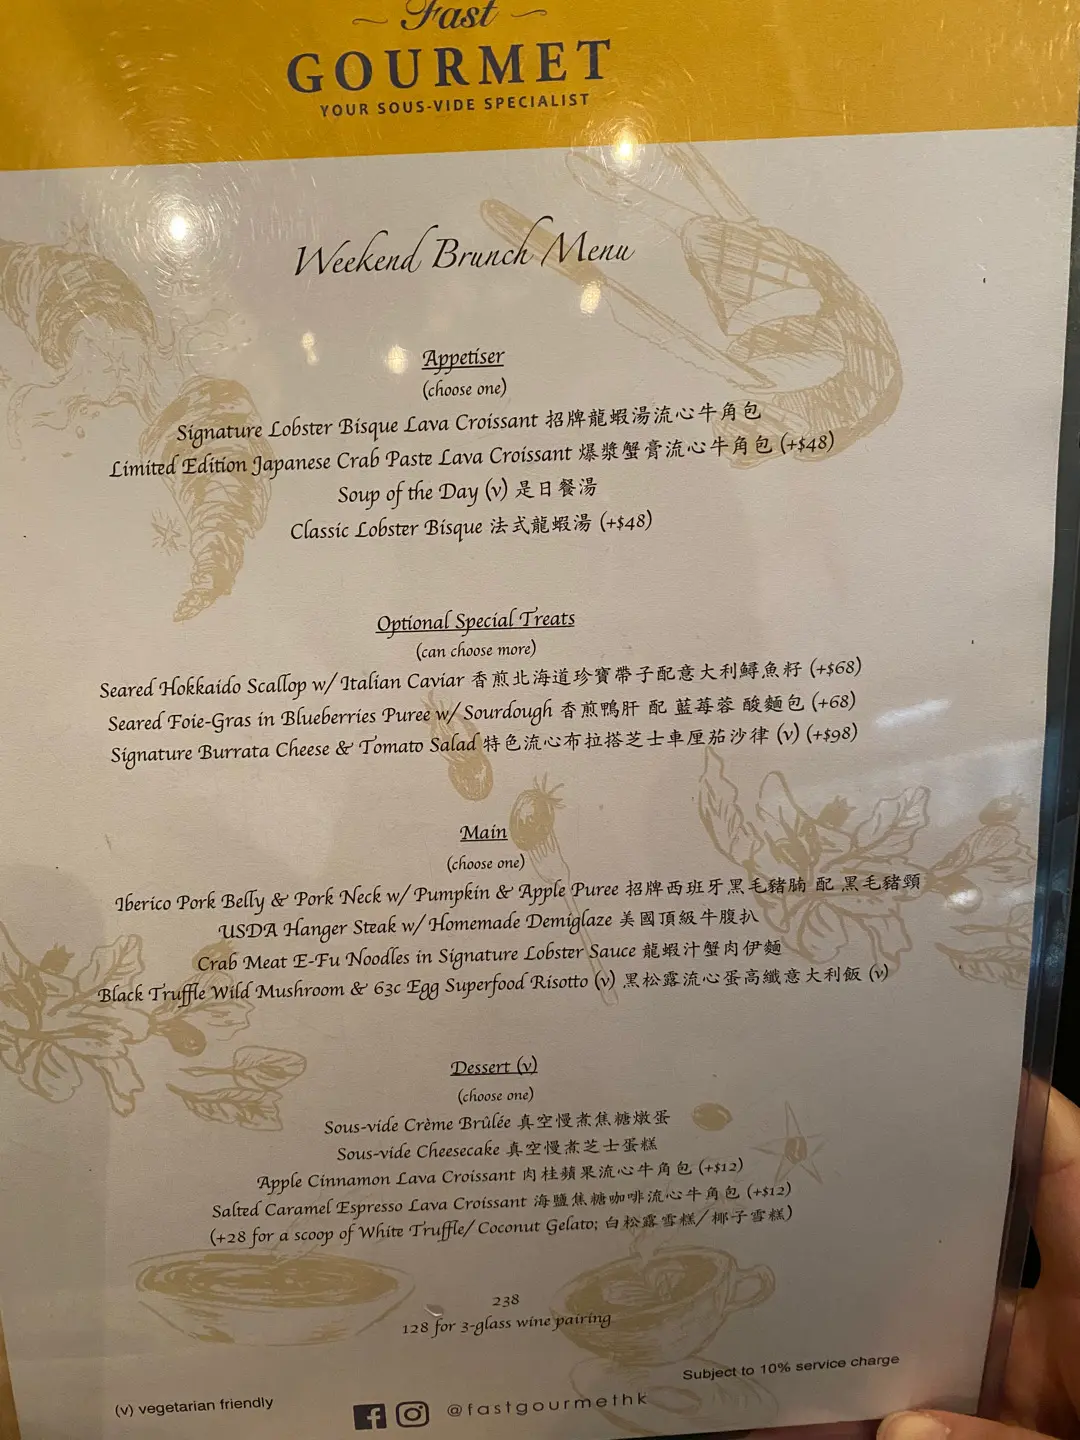 Fast
GOURMET
YOUR SOUS-VIDE SPECIALIST
Weekend Brunch Menu
Appetiser
(choose one)
Signature Lobster Bisque Lava Croissant 招牌龍蝦湯流心牛角包
Limited Edition Japanese Crab Paste Lava Croissant 爆漿蟹膏流心牛角包 (+$48)
Soup of the Day (v) 是日餐湯
Classic Lobster Bisque 法式龍蝦湯 (+$48)
Optional Special Treats
(can choose more)
Seared Hokkaido Scallop w/ Italian Caviar 香煎北海道珍寶帶子配意大利鱘魚籽 (+$68)
Seared Foie-Gras in Blueberries Puree w/ Sourdough 香煎鴨肝 配 藍莓蓉 酸麵包 (+68)
Signature Burrata Cheese & Tomato Salad 特色流心布拉搭芝士車厘茄沙律 (v) (+$98)
Main
(choose one)
Iberico Pork Belly & Pork Neck w/ Pumpkin & Apple Puree 招牌西班牙黑毛豬腩 配 黑毛豬頸
USDA Hanger Steak w/ Homemade Demiglaze 美國頂級牛腹扒
Crab Meat E-Fu Noodles in Signature Lobster Sauce 龍蝦汁蟹肉伊麵
Black Truffle Wild Mushroom & 63c Egg Superfood Risotto (v) 黑松露流心蛋高纖意大利飯 (v)
Dessert (v)
(choose one)
Sous-vide Crème Brûlée 真空慢煮焦糖燉蛋
Sous-vide Cheesecake 真空慢煮芝士蛋糕
Apple Cinnamon Lava Croissant 肉桂蘋果流心牛角包 (+$12)
Salted Caramel Espresso Lava Croissant 海鹽焦糖咖啡流心牛角包 (+$12)
(+28 for a scoop of White Truffle/ Coconut Gelato; 白松露雪糕/椰子雪糕)
238
128 for 3-glass wine pairing
Subject to 10% service charge
(v) vegetarian friendly
@fastgourmethk